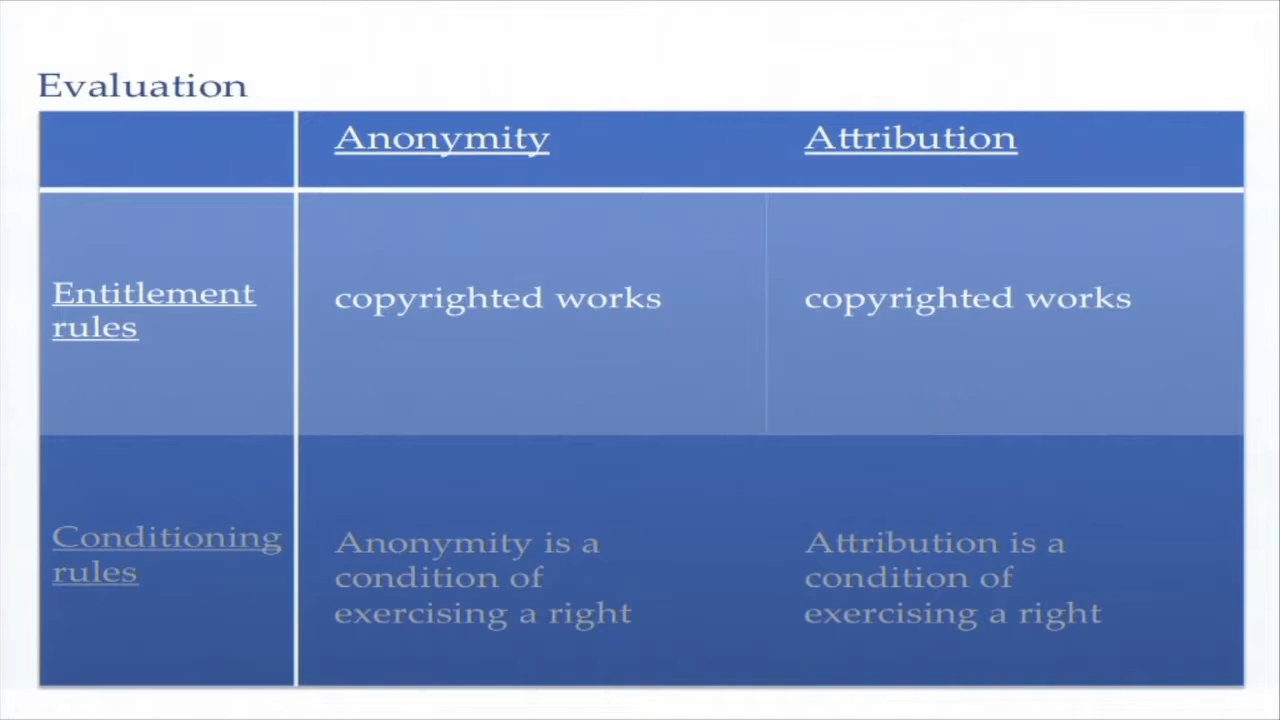 Evaluation
Anonymity Attribution
Entitlement
rules
copyrighted works
copyrighted works
Conditioning
rules
Anonymity is a
condition of
exercising a right
Attribution is a
condition of
exercising a right